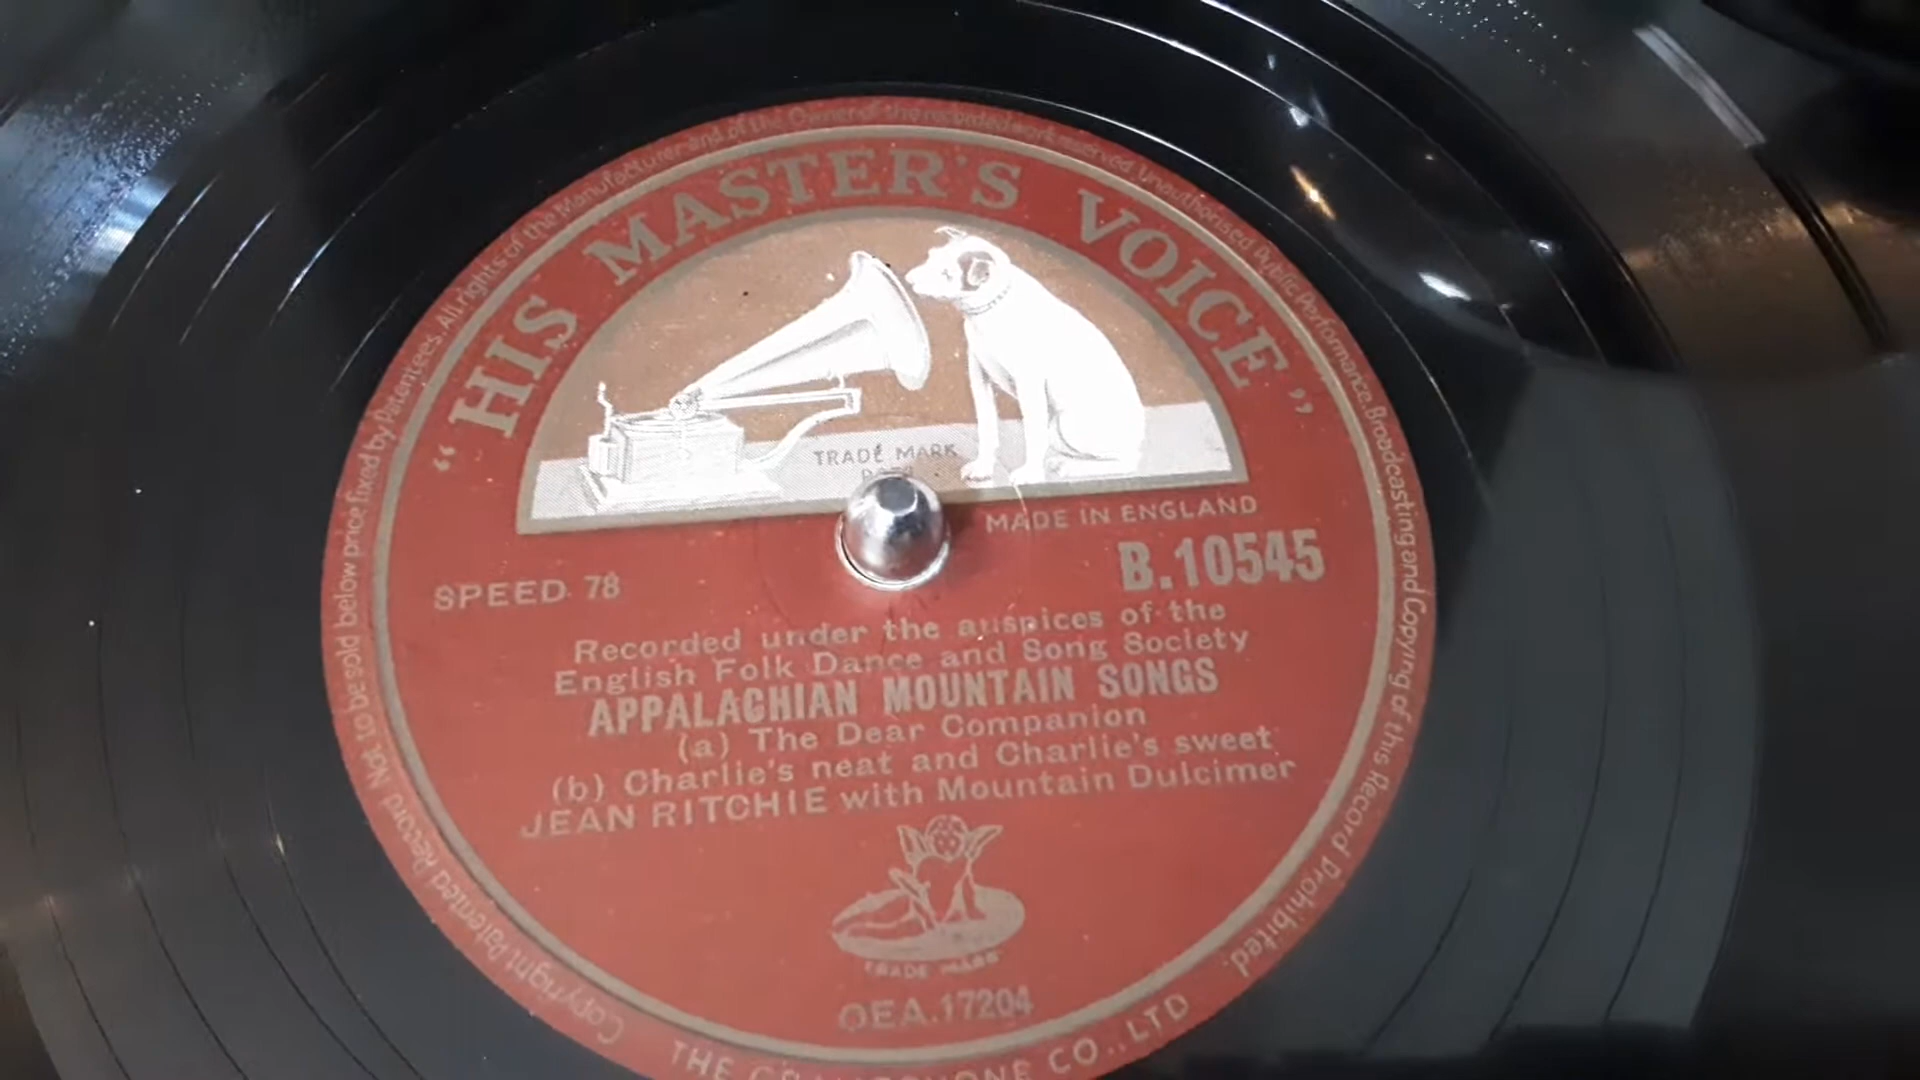 Copyright Patented Record Not to be sold below price fixed by Patentees. All rights of the Manufacturer and of the Owner of the recorded work reserved Unauthorised Public Performance. Broadcasting and Copying of this Record Prohibited.
"HIS MASTER'S VOICE"
TRADE MARK
MADE IN ENGLAND
SPEED 78
B.10545
Recorded under the auspices of the
English Folk Dance and Song Society
APPALACHIAN MOUNTAIN SONGS
(a) The Dear Companion
(b) Charlie's neat and Charlie's sweet
JEAN RITCHIE with Mountain Dulcimer
TRADE MARK
OEA.17204
THE GRAMOPHONE CO., LTD